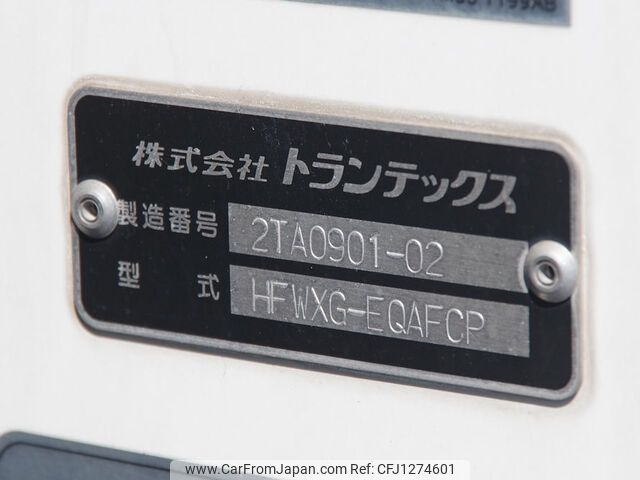 株式会社 トランテックス
製造番号 2TA0901-02
型式 HFWXG-EQAFCP
www.carfromjapan.com - CFJ1274601